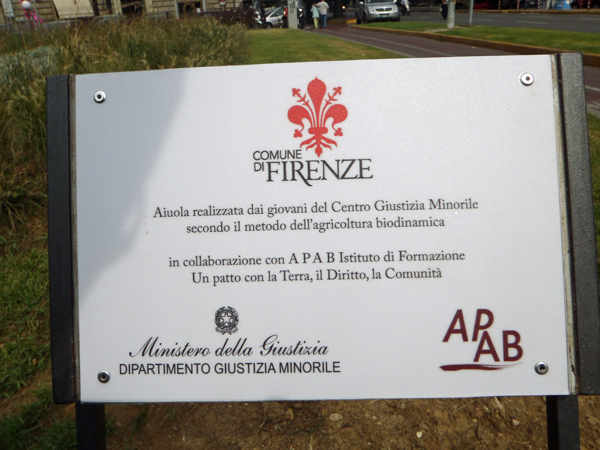 COMUNE
DI FIRENZE
Aiuola realizzata dai giovani del Centro Giustizia Minorile
secondo il metodo dell'agricoltura biodinamica
in collaborazione con A P A B Istituto di Formazione
Un patto con la Terra, il Diritto, la Comunità
Ministero della Giustizia
DIPARTIMENTO GIUSTIZIA MINORILE
APAB